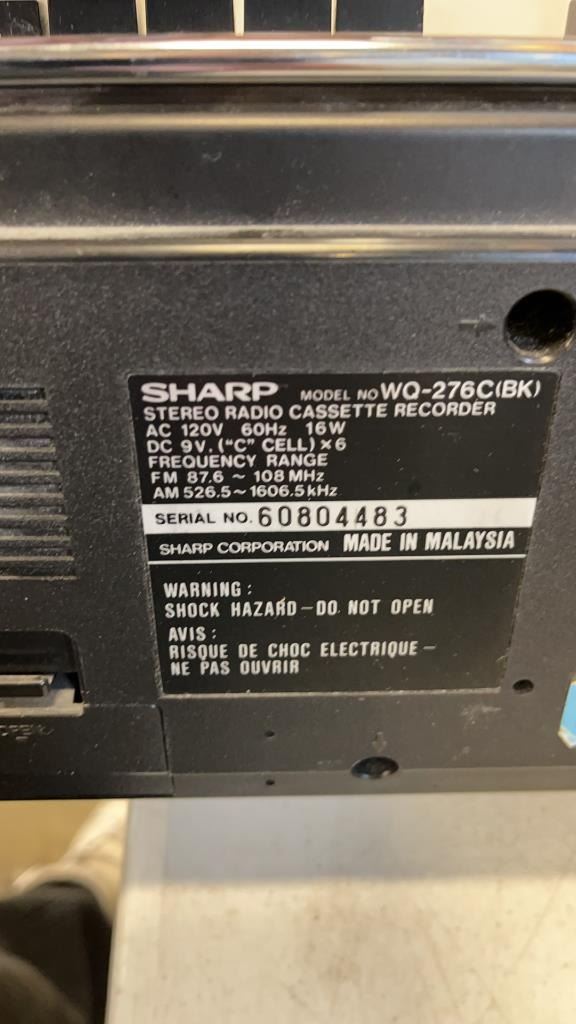 SHARP MODEL NO WQ-276C(BK)
STEREO RADIO CASSETTE RECORDER
AC 120V 60Hz 16W
DC 9V. ("C" CELL)×6
FREQUENCY RANGE
FM 87.6 ~ 108 MHz
AM 526.5 ~ 1606.5 kHz
SERIAL NO. 60804483
SHARP CORPORATION MADE IN MALAYSIA
WARNING :
SHOCK HAZARD – DO NOT OPEN
AVIS :
RISQUE DE CHOC ELECTRIQUE –
NE PAS OUVRIR
OPEN